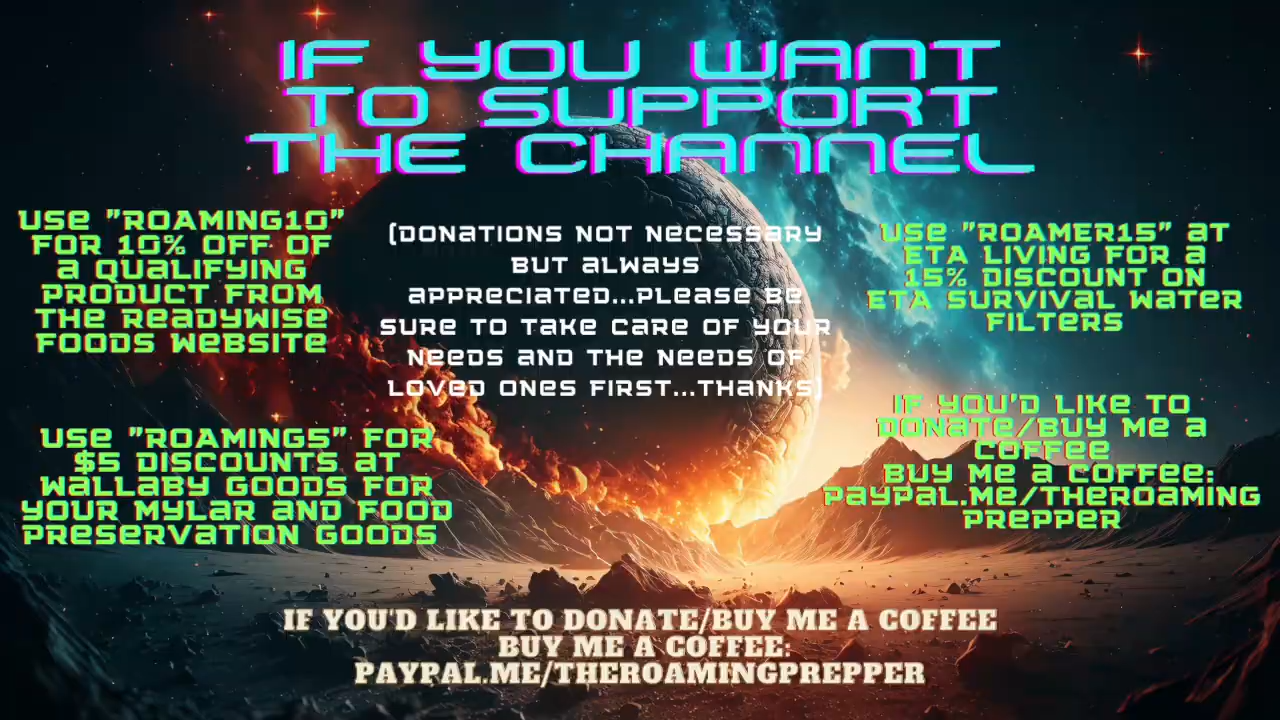 IF YOU WANT
TO SUPPORT
THE CHANNEL
USE "ROAMING10"
FOR 10% OFF OF
A QUALIFYING
PRODUCT FROM
THE READYWISE
FOODS WEBSITE
(DONATIONS NOT NECESSARY
BUT ALWAYS
APPRECIATED...PLEASE BE
SURE TO TAKE CARE OF YOUR
NEEDS AND THE NEEDS OF
LOVED ONES FIRST...THANKS)
USE "ROAMER15" AT
ETA LIVING FOR A
15% DISCOUNT ON
ETA SURVIVAL WATER
FILTERS
USE "ROAMING5" FOR
$5 DISCOUNTS AT
WALLABY GOODS FOR
YOUR MYLAR AND FOOD
PRESERVATION GOODS
IF YOU'D LIKE TO
DONATE/BUY ME A
COFFEE
BUY ME A COFFEE:
PAYPAL.ME/THEROAMING
PREPPER
IF YOU'D LIKE TO DONATE/BUY ME A COFFEE
BUY ME A COFFEE:
PAYPAL.ME/THEROAMINGPREPPER